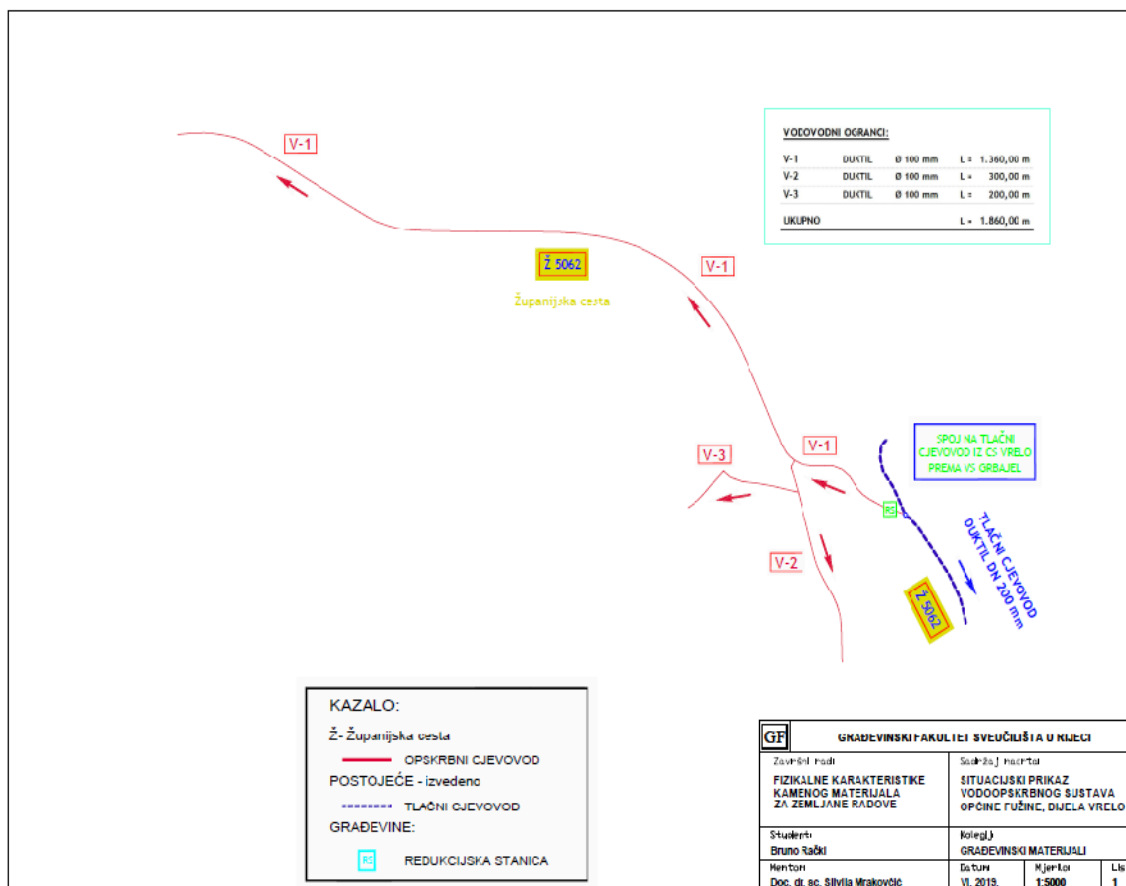 V-1
VODOVODNI OGRANCI:
V-1 DUKTIL Ø 100 mm L = 1.360,00 m
V-2 DUKTIL Ø 100 mm L = 300,00 m
V-3 DUKTIL Ø 100 mm L = 200,00 m
UKUPNO L = 1.860,00 m
Ž 5062
Županijska cesta
V-1
V-1
V-3
SPOJ NA TLAČNI
CJEVOVOD IZ CS VRELO
PREMA VS GRBAJEL
RS
V-2
TLAČNI CJEVOVOD
DUKTIL DN 200 mm
Ž 5062
KAZALO:
Ž- Županijska cesta
OPSKRBNI CJEVOVOD
POSTOJEĆE - izvedeno
TLAČNI CJEVOVOD
GRAĐEVINE:
RS REDUKCIJSKA STANICA
GF GRAĐEVINSKI FAKULTET SVEUČILIŠTA U RIJECI
Završni rad:
FIZIKALNE KARAKTERISTIKE
KAMENOG MATERIJALA
ZA ZEMLJANE RADOVE
Sadržaj nacrta:
SITUACIJSKI PRIKAZ
VODOOPSKRBNOG SUSTAVA
OPĆINE FUŽINE, DIJELA VRELO
Student:
Bruno Rački
Kolegij:
GRAĐEVINSKI MATERIJALI
Mentor:
Doc. dr. sc. Silvija Mrakovčić
Datum
VI. 2019.
Mjerilo:
1:5000
Lis
1